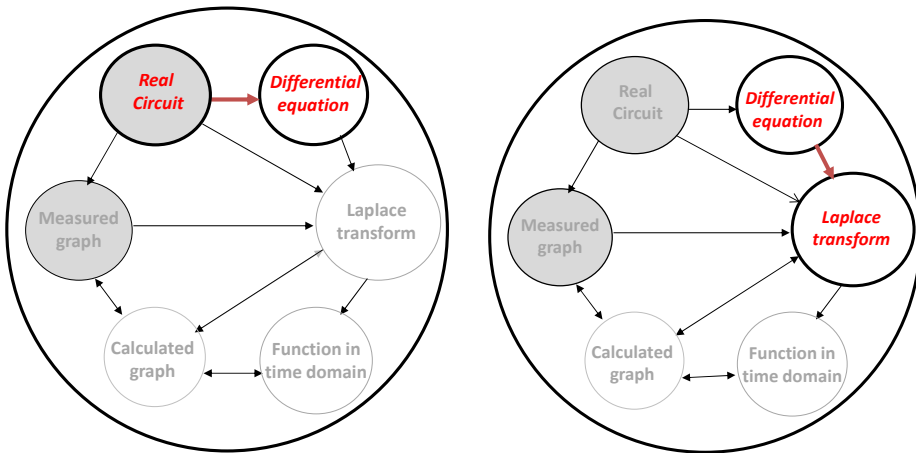 Real
Circuit
Differential
equation
Measured
graph
Laplace
transform
Calculated
graph
Function in
time domain
Real
Circuit
Differential
equation
Measured
graph
Laplace
transform
Calculated
graph
Function in
time domain